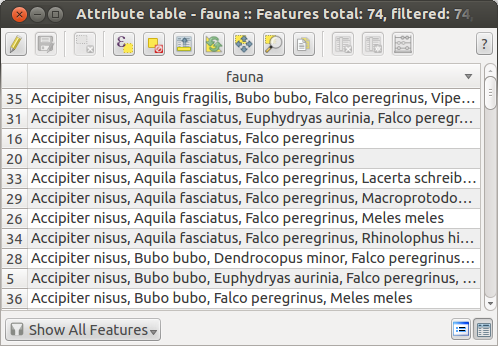 Attribute table - fauna :: Features total: 74, filtered: 74,
?
fauna
35 Accipiter nisus, Anguis fragilis, Bubo bubo, Falco peregrinus, Vipe...
31 Accipiter nisus, Aquila fasciatus, Euphydryas aurinia, Falco peregr...
16 Accipiter nisus, Aquila fasciatus, Falco peregrinus
20 Accipiter nisus, Aquila fasciatus, Falco peregrinus
33 Accipiter nisus, Aquila fasciatus, Falco peregrinus, Lacerta schreib...
29 Accipiter nisus, Aquila fasciatus, Falco peregrinus, Macroprotodo...
26 Accipiter nisus, Aquila fasciatus, Falco peregrinus, Meles meles
34 Accipiter nisus, Aquila fasciatus, Falco peregrinus, Rhinolophus hi...
28 Accipiter nisus, Bubo bubo, Dendrocopus minor, Falco peregrinus...
5 Accipiter nisus, Bubo bubo, Euphydryas aurinia, Falco peregrinus, ...
36 Accipiter nisus, Bubo bubo, Falco peregrinus, Meles meles
Show All Features